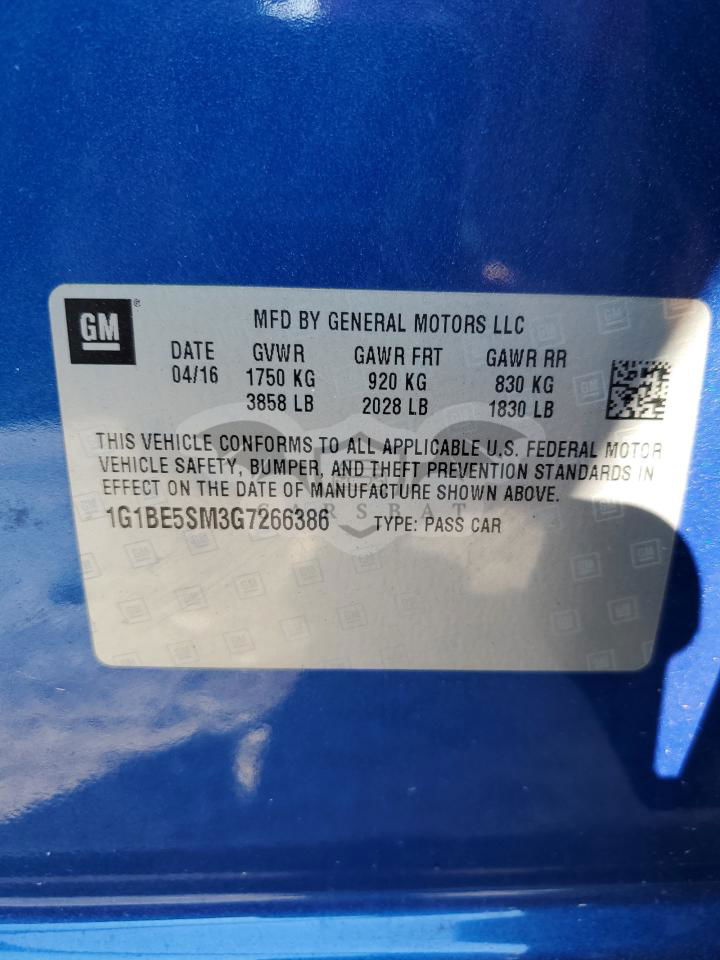 GM
MFD BY GENERAL MOTORS LLC
DATE GVWR GAWR FRT GAWR RR
04/16 1750 KG 920 KG 830 KG
3858 LB 2028 LB 1830 LB
THIS VEHICLE CONFORMS TO ALL APPLICABLE U.S. FEDERAL MOTOR
VEHICLE SAFETY, BUMPER, AND THEFT PREVENTION STANDARDS IN
EFFECT ON THE DATE OF MANUFACTURE SHOWN ABOVE.
1G1BE5SM3G7266386 TYPE: PASS CAR
CARSBAT